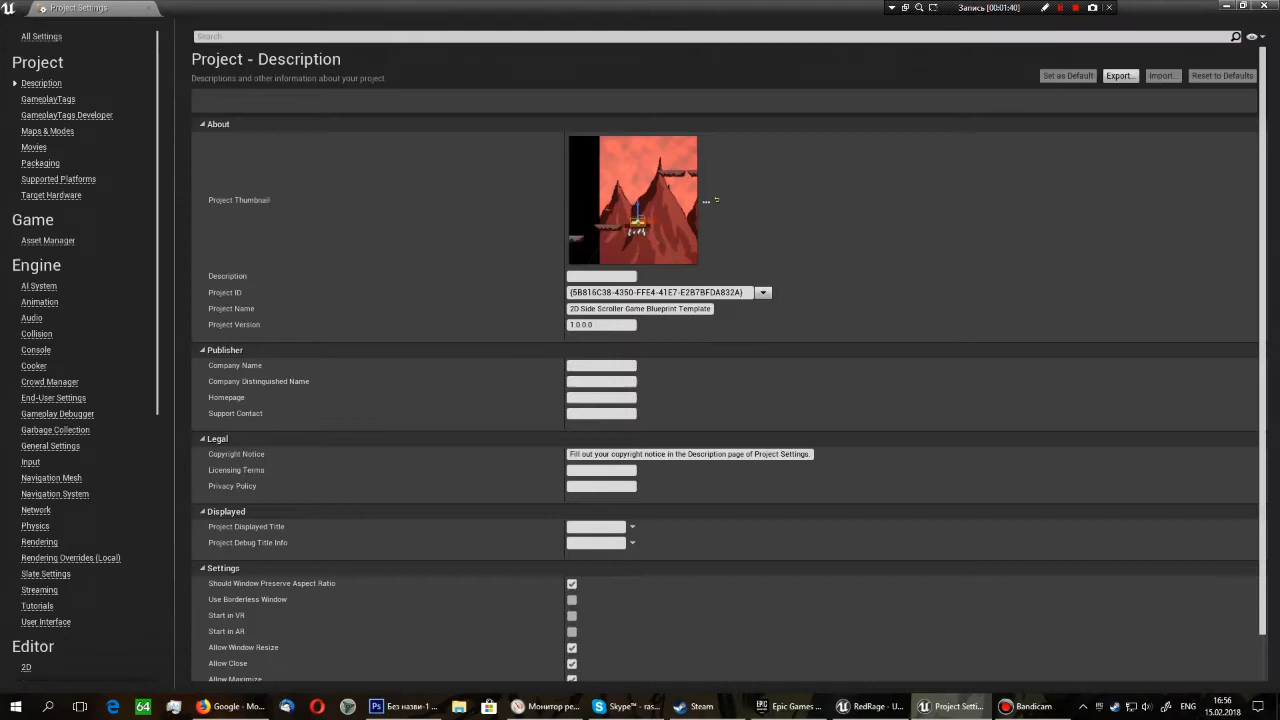 Project Settings
Запись [00:01:40]
All Settings
Project
Description
GameplayTags
GameplayTags Developer
Maps & Modes
Movies
Packaging
Supported Platforms
Target Hardware
Game
Asset Manager
Engine
AI System
Animation
Audio
Collision
Console
Cooker
Crowd Manager
End-User Settings
Gameplay Debugger
Garbage Collection
General Settings
Input
Navigation Mesh
Navigation System
Network
Physics
Rendering
Rendering Overrides (Local)
Slate Settings
Streaming
Tutorials
User Interface
Editor
2D
Search
Project - Description
Descriptions and other information about your project.
Set as Default
Export...
Import...
Reset to Defaults
About
Project Thumbnail
Description
Project ID
{5B816C38-4350-FFE4-41E7-E2B7BFDA832A}
Project Name
2D Side Scroller Game Blueprint Template
Project Version
1.0.0.0
Publisher
Company Name
Company Distinguished Name
Homepage
Support Contact
Legal
Copyright Notice
Fill out your copyright notice in the Description page of Project Settings.
Licensing Terms
Privacy Policy
Displayed
Project Displayed Title
Project Debug Title Info
Settings
Should Window Preserve Aspect Ratio
Use Borderless Window
Start in VR
Start in AR
Allow Window Resize
Allow Close
Allow Maximize
64
Google - Mo...
Ps
Без назви-1 ...
Монитор ре...
Skype™ - ras...
Steam
Epic Games ...
RedRage - U...
Project Setti...
Bandicam
16:56
15.02.2018